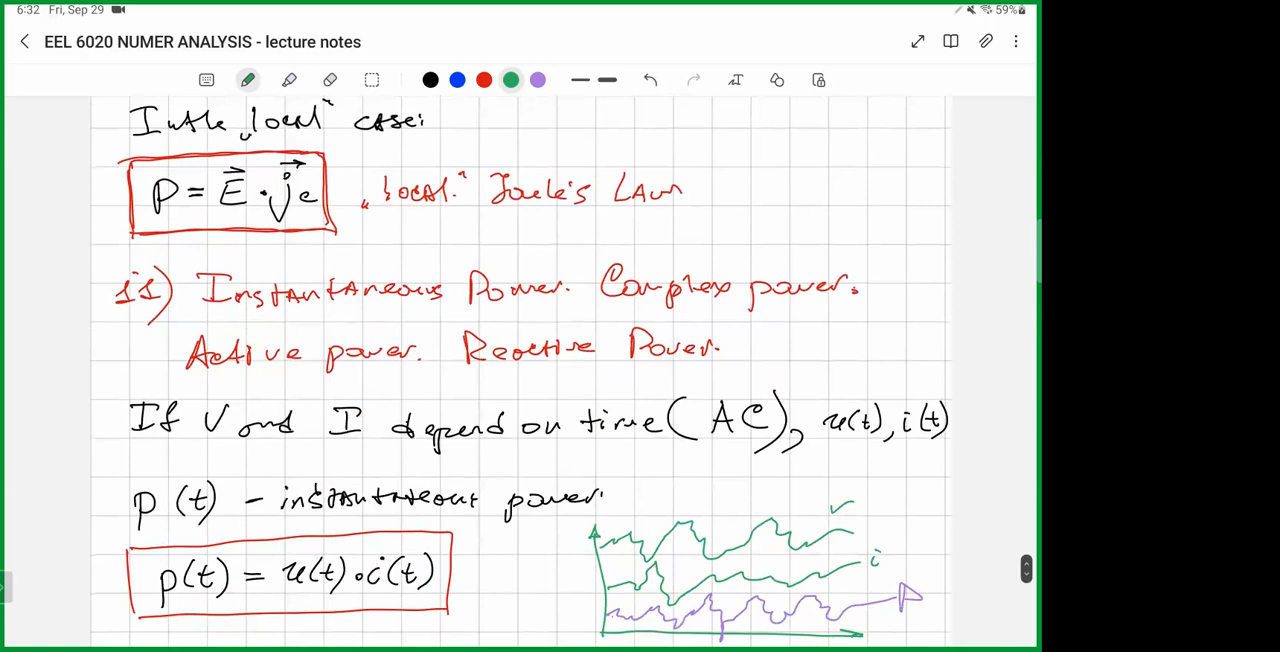 6:32 Fri, Sep 29 59%
EEL 6020 NUMER ANALYSIS - lecture notes
In the „local“ case:
P = E⃗ · j⃗e „local“ Joule's Law
ii) Instantaneous Power. Complex power.
Active power. Reactive Power.
If V and I depend on time (AC), u(t), i(t)
p(t) - instantaneous power.
p(t) = u(t)·i(t)
v
i
P